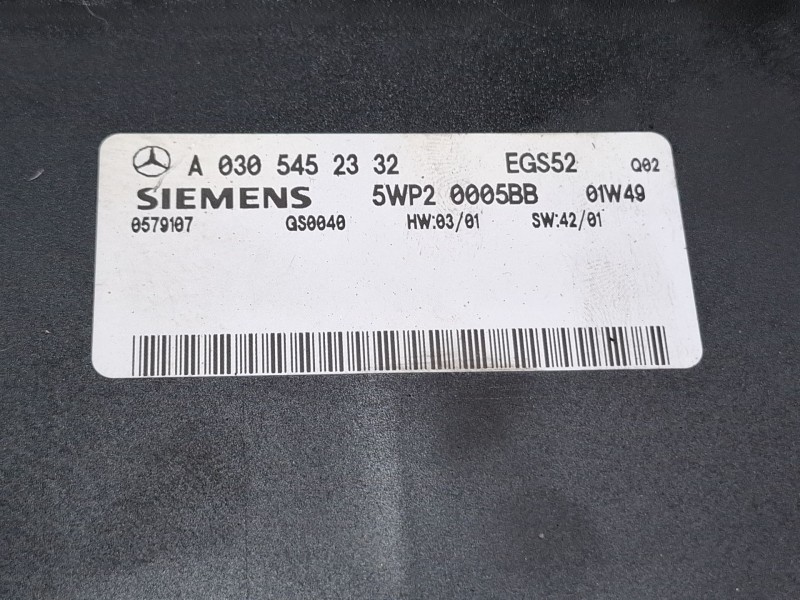 A 030 545 23 32 EGS52 Q02
SIEMENS 5WP2 0005BB 01W49
0579107 QS0040 HW:03/01 SW:42/01